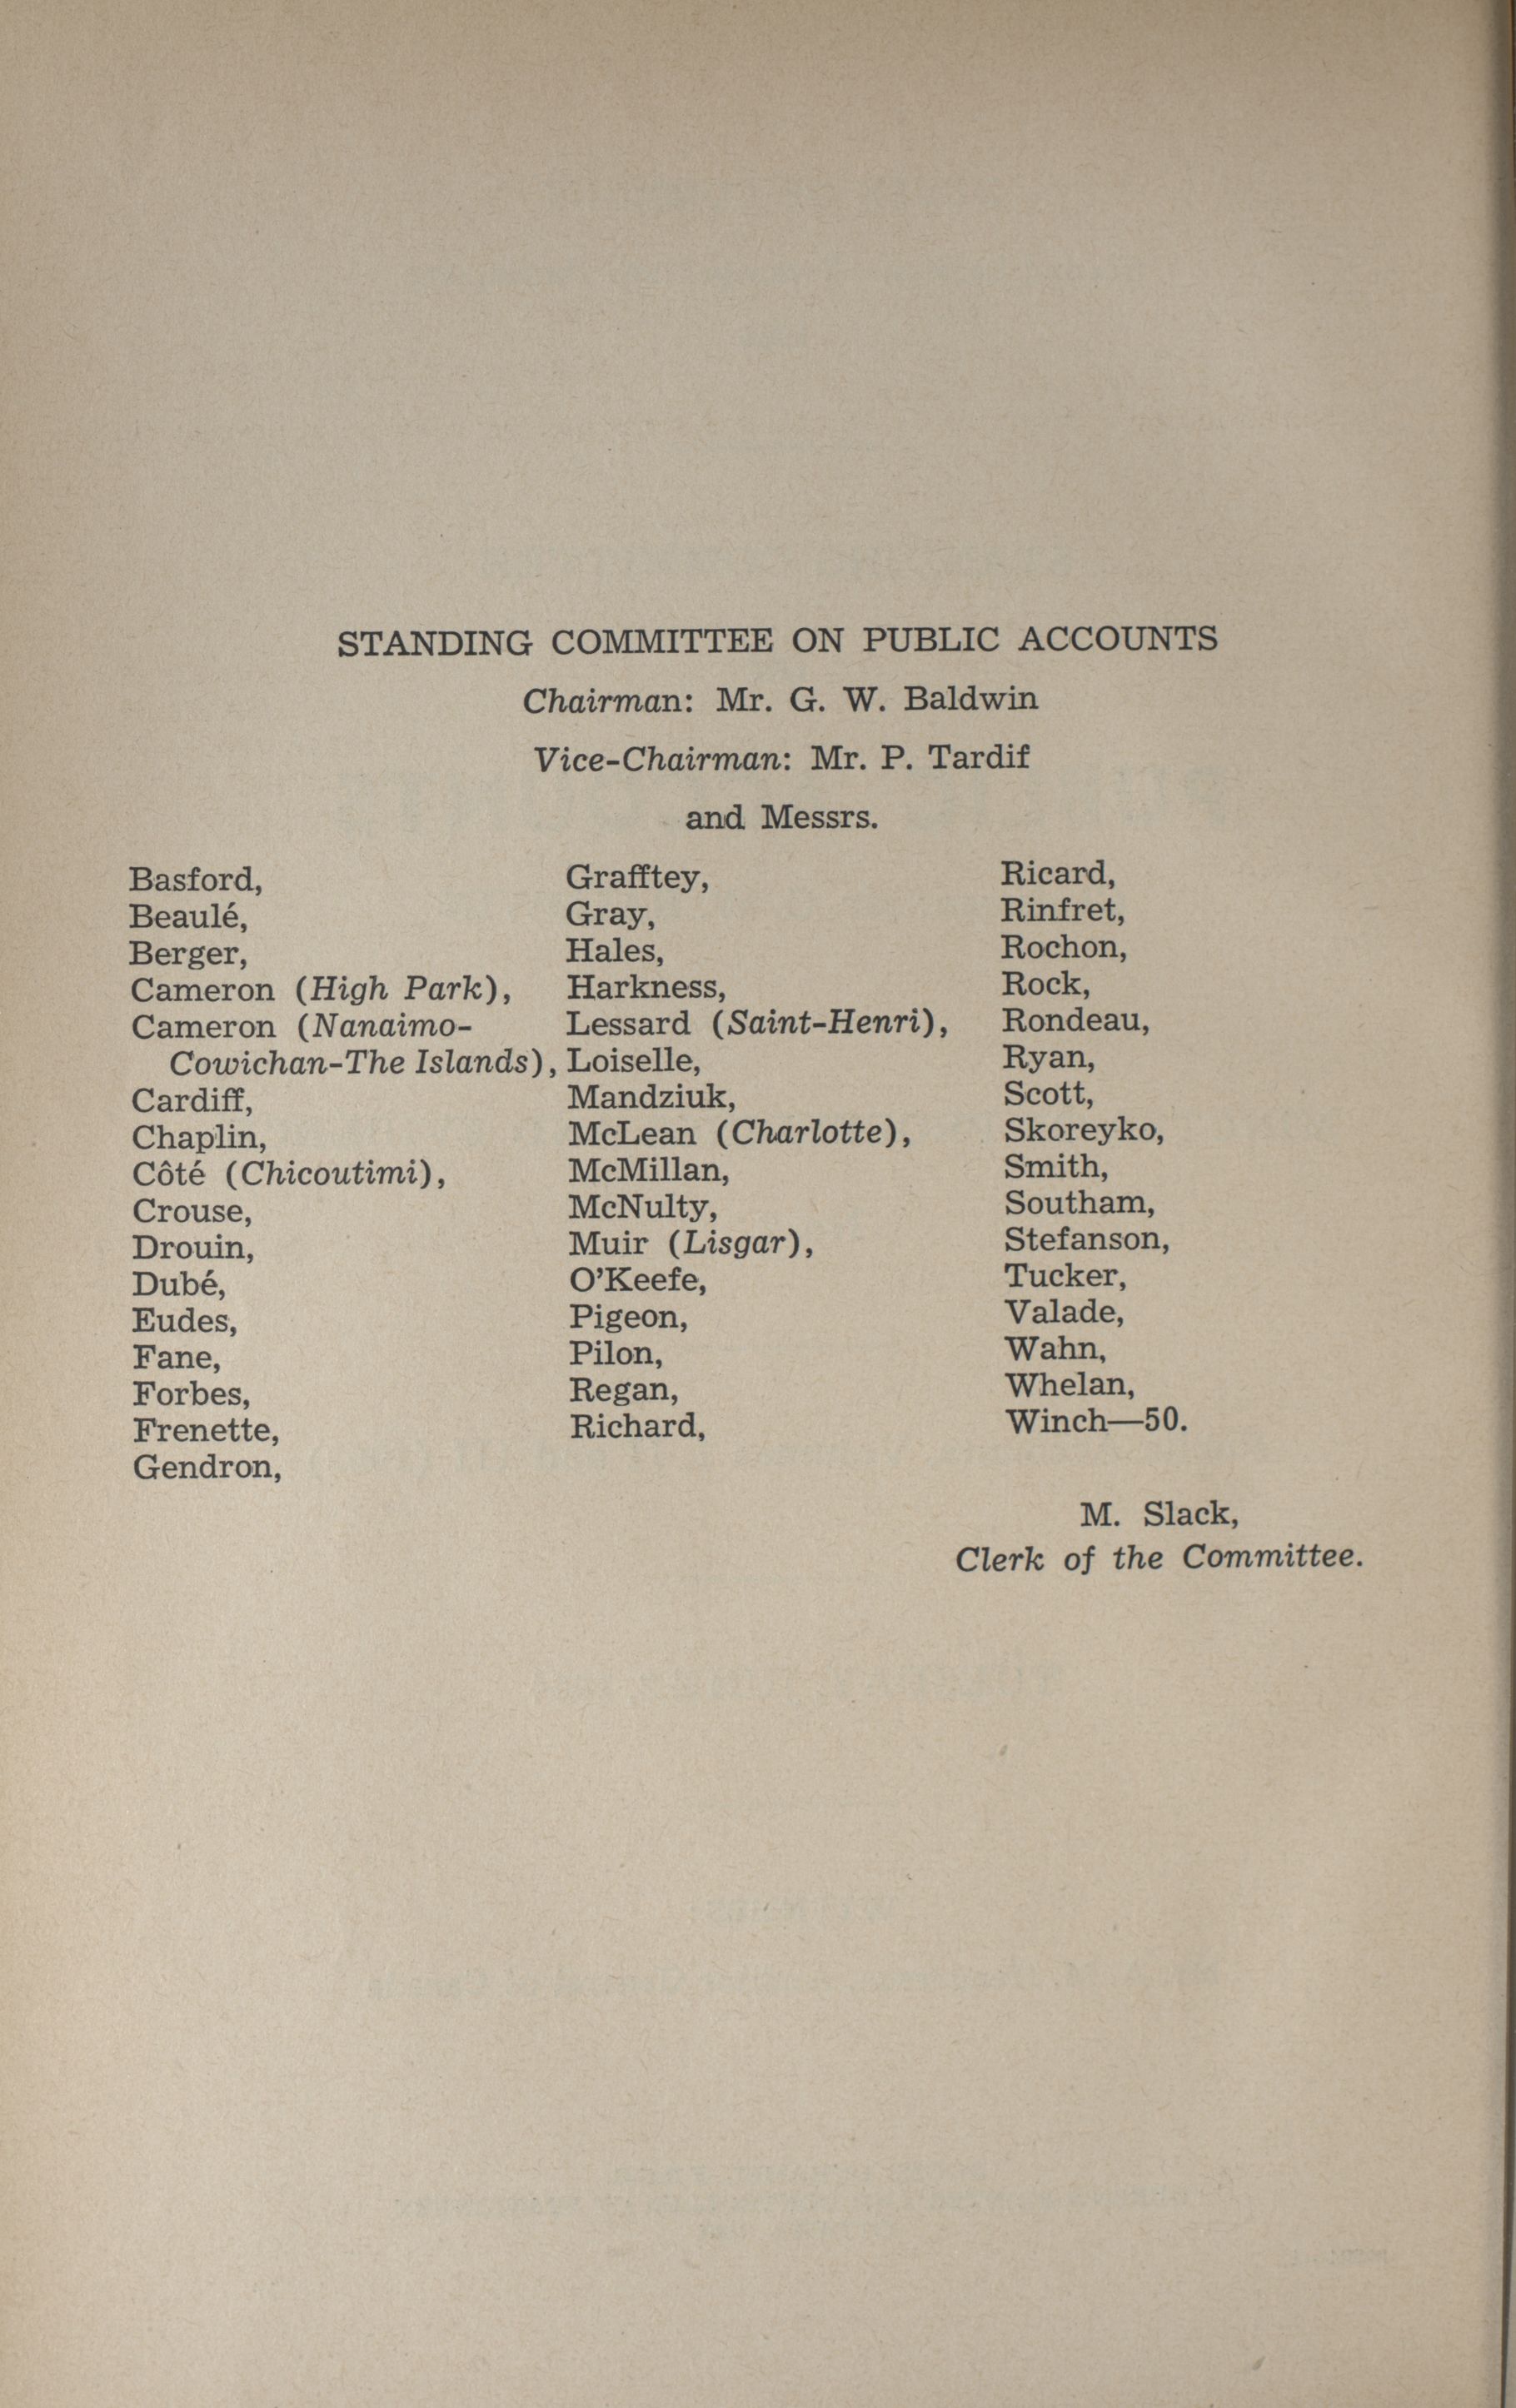 STANDING COMMITTEE ON PUBLIC ACCOUNTS
Chairman: Mr. G. W. Baldwin
Vice-Chairman: Mr. P. Tardif
and Messrs.
Basford,
Beaulé,
Berger,
Cameron (High Park),
Cameron (Nanaimo-
Cowichan-The Islands),
Cardiff,
Chaplin,
Côté (Chicoutimi),
Crouse,
Drouin,
Dubé,
Eudes,
Fane,
Forbes,
Frenette,
Gendron,
Grafftey,
Gray,
Hales,
Harkness,
Lessard (Saint-Henri),
Loiselle,
Mandziuk,
McLean (Charlotte),
McMillan,
McNulty,
Muir (Lisgar),
O'Keefe,
Pigeon,
Pilon,
Regan,
Richard,
Ricard,
Rinfret,
Rochon,
Rock,
Rondeau,
Ryan,
Scott,
Skoreyko,
Smith,
Southam,
Stefanson,
Tucker,
Valade,
Wahn,
Whelan,
Winch—50.
M. Slack,
Clerk of the Committee.